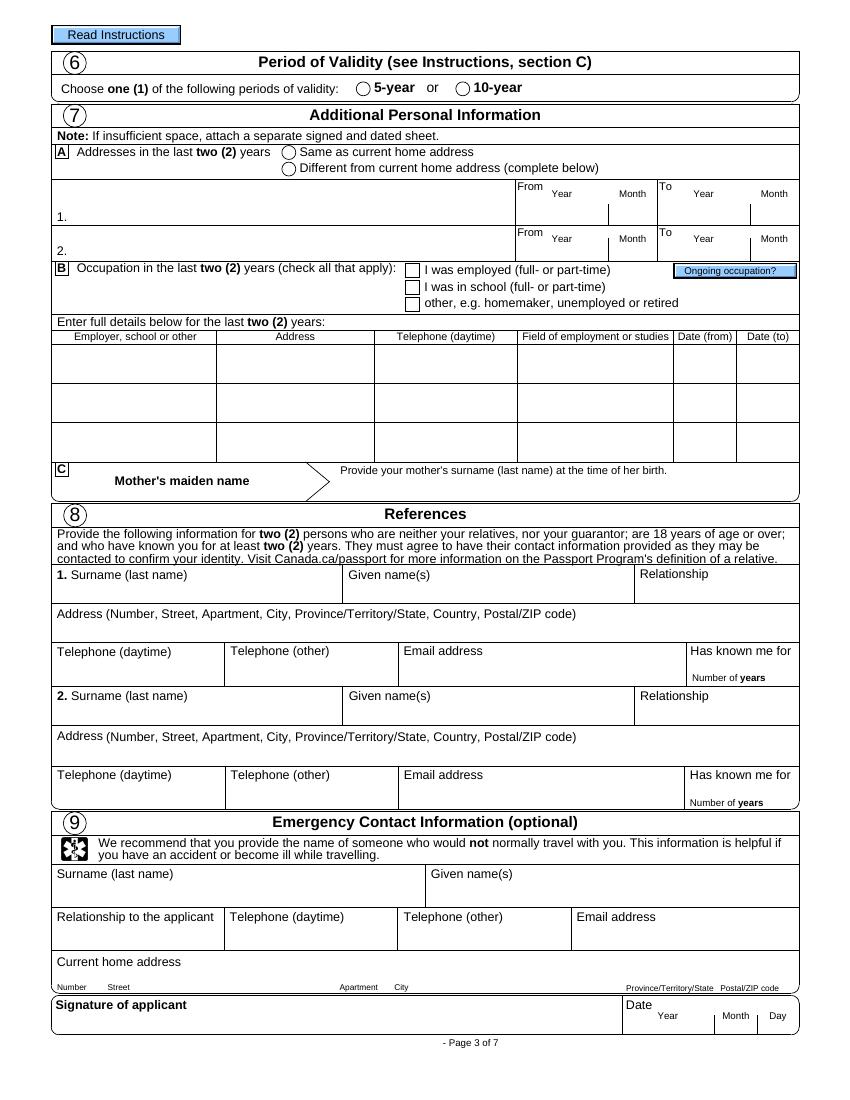 Read Instructions
6 Period of Validity (see Instructions, section C)
Choose one (1) of the following periods of validity: 5-year or 10-year
7 Additional Personal Information
Note: If insufficient space, attach a separate signed and dated sheet.
A Addresses in the last two (2) years Same as current home address
Different from current home address (complete below)
From Year Month To Year Month
1.
From Year Month To Year Month
2.
B Occupation in the last two (2) years (check all that apply): I was employed (full- or part-time) Ongoing occupation?
I was in school (full- or part-time)
other, e.g. homemaker, unemployed or retired
Enter full details below for the last two (2) years:
Employer, school or other Address Telephone (daytime) Field of employment or studies Date (from) Date (to)
C Mother's maiden name Provide your mother's surname (last name) at the time of her birth.
8 References
Provide the following information for two (2) persons who are neither your relatives, nor your guarantor; are 18 years of age or over;
and who have known you for at least two (2) years. They must agree to have their contact information provided as they may be
contacted to confirm your identity. Visit Canada.ca/passport for more information on the Passport Program's definition of a relative.
1. Surname (last name) Given name(s) Relationship
Address (Number, Street, Apartment, City, Province/Territory/State, Country, Postal/ZIP code)
Telephone (daytime) Telephone (other) Email address Has known me for
Number of years
2. Surname (last name) Given name(s) Relationship
Address (Number, Street, Apartment, City, Province/Territory/State, Country, Postal/ZIP code)
Telephone (daytime) Telephone (other) Email address Has known me for
Number of years
9 Emergency Contact Information (optional)
We recommend that you provide the name of someone who would not normally travel with you. This information is helpful if
you have an accident or become ill while travelling.
Surname (last name) Given name(s)
Relationship to the applicant Telephone (daytime) Telephone (other) Email address
Current home address
Number Street Apartment City Province/Territory/State Postal/ZIP code
Signature of applicant Date
Year Month Day
- Page 3 of 7